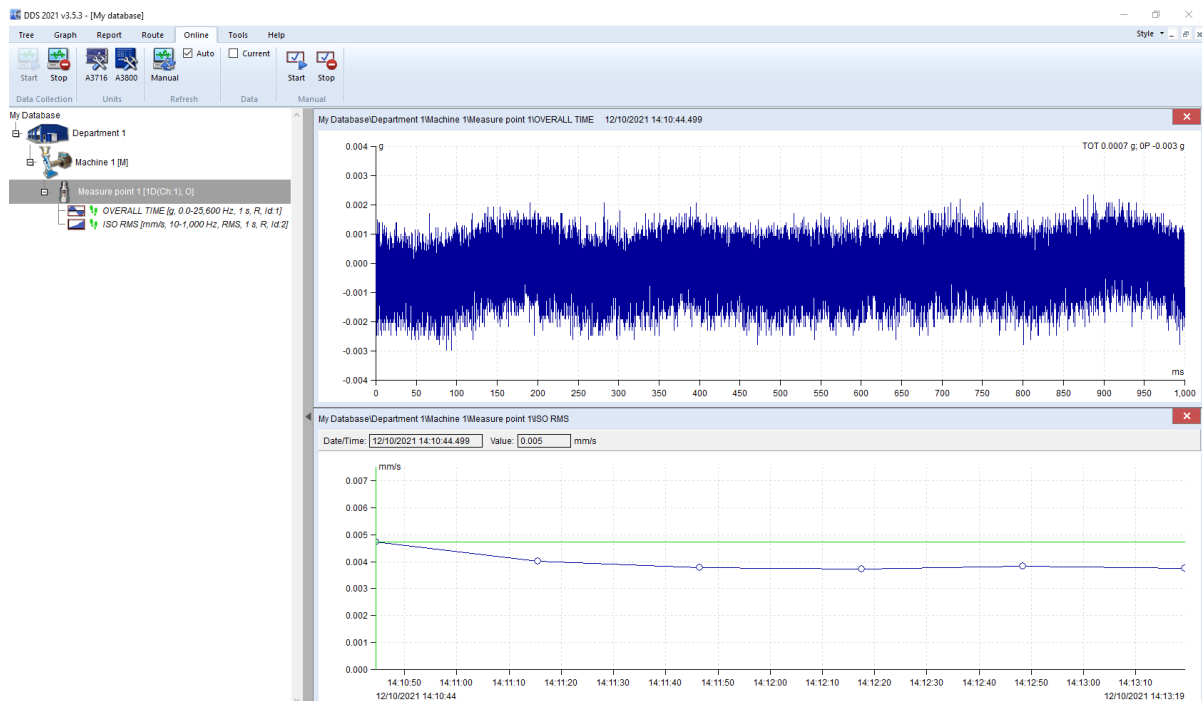 DDS 2021 v3.5.3 - [My database]
Tree Graph Report Route Online Tools Help Style
Auto Current
Start Stop A3716 A3800 Manual Start Stop
Data Collection Units Refresh Data Manual
My Database
Department 1
Machine 1 [M]
Measure point 1 [1D(Ch:1), O]
OVERALL TIME [g, 0.0-25,600 Hz, 1 s, R, Id:1]
ISO RMS [mm/s, 10-1,000 Hz, RMS, 1 s, R, Id:2]
My Database\Department 1\Machine 1\Measure point 1\OVERALL TIME 12/10/2021 14:10:44.499
g
TOT 0.0007 g; 0P -0.003 g
0.004
0.003
0.002
0.001
0.000
-0.001
-0.002
-0.003
-0.004
ms
0 50 100 150 200 250 300 350 400 450 500 550 600 650 700 750 800 850 900 950 1,000
My Database\Department 1\Machine 1\Measure point 1\ISO RMS
Date/Time: 12/10/2021 14:10:44.499 Value: 0.005 mm/s
mm/s
0.007
0.006
0.005
0.004
0.003
0.002
0.001
0.000
14:10:50 14:11:00 14:11:10 14:11:20 14:11:30 14:11:40 14:11:50 14:12:00 14:12:10 14:12:20 14:12:30 14:12:40 14:12:50 14:13:00 14:13:10
12/10/2021 14:10:44 12/10/2021 14:13:19